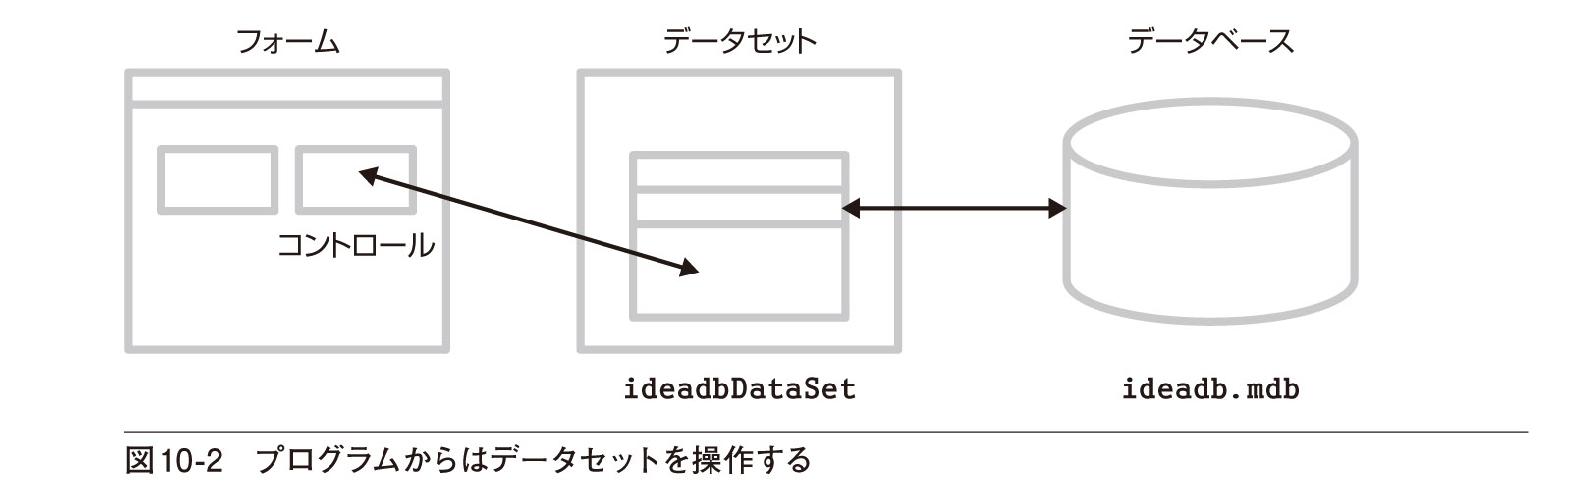 フォーム
データセット
データベース
コントロール
ideadbDataSet
ideadb.mdb
図10-2　プログラムからはデータセットを操作する